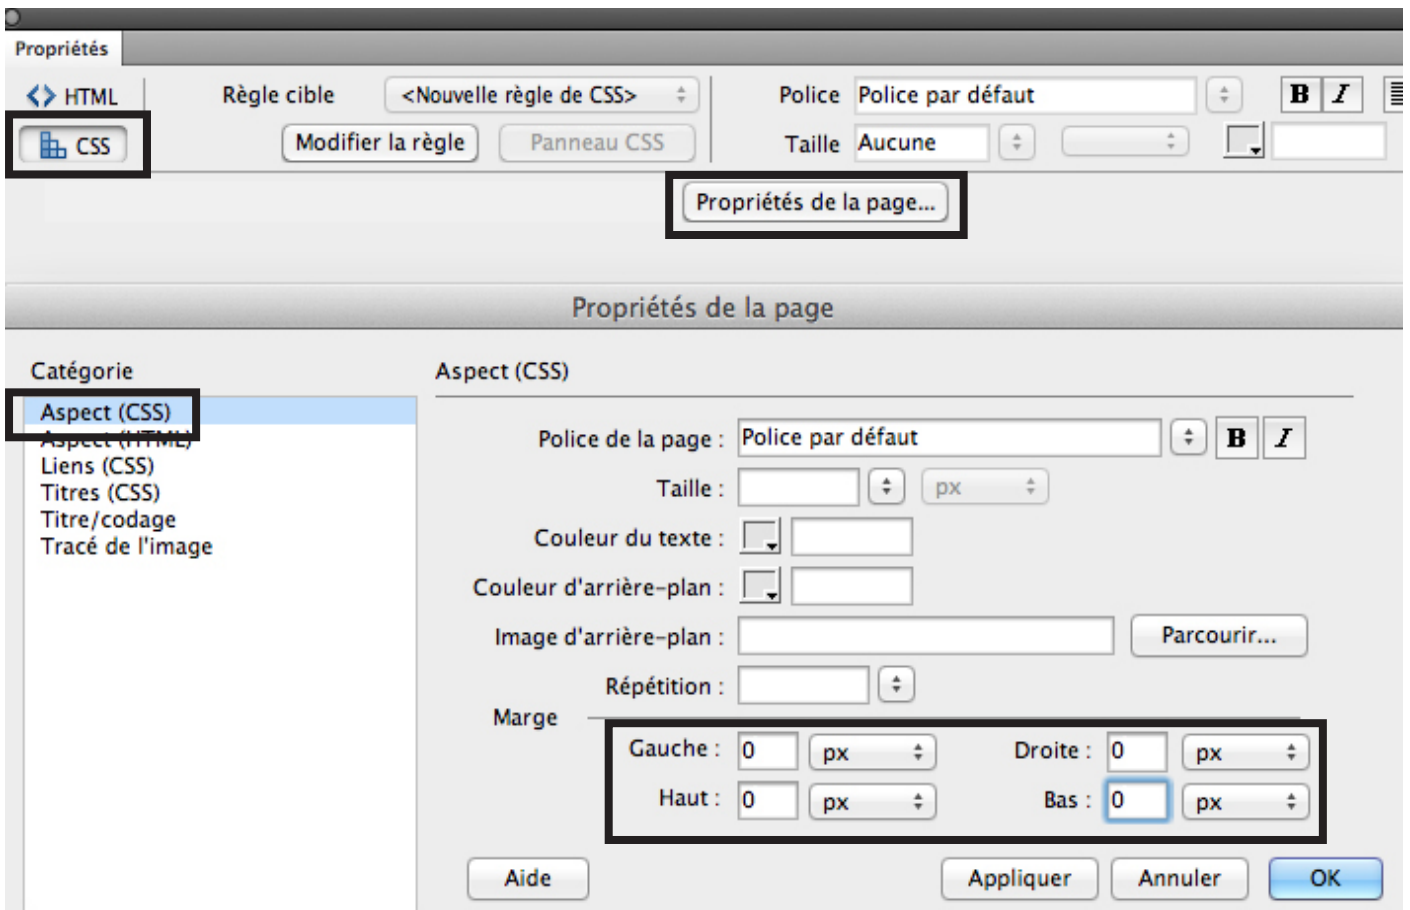 Propriétés
<> HTML Règle cible <Nouvelle règle de CSS> Police Police par défaut B I
CSS Modifier la règle Panneau CSS Taille Aucune
Propriétés de la page...
Propriétés de la page
Catégorie Aspect (CSS)
Aspect (CSS)
Aspect (HTML) Police de la page : Police par défaut B I
Liens (CSS)
Titres (CSS) Taille : px
Titre/codage
Tracé de l'image Couleur du texte :
Couleur d'arrière-plan :
Image d'arrière-plan : Parcourir...
Répétition :
Marge
Gauche : 0 px Droite : 0 px
Haut : 0 px Bas : 0 px
Aide Appliquer Annuler OK